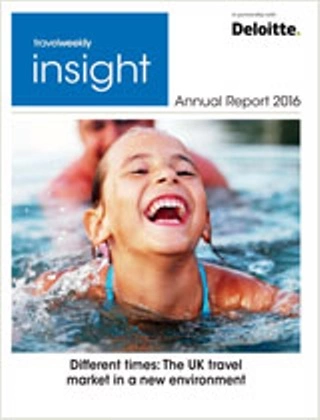 in partnership with
Deloitte.
travelweekly
insight
Annual Report 2016
Different times: The UK travel
market in a new environment